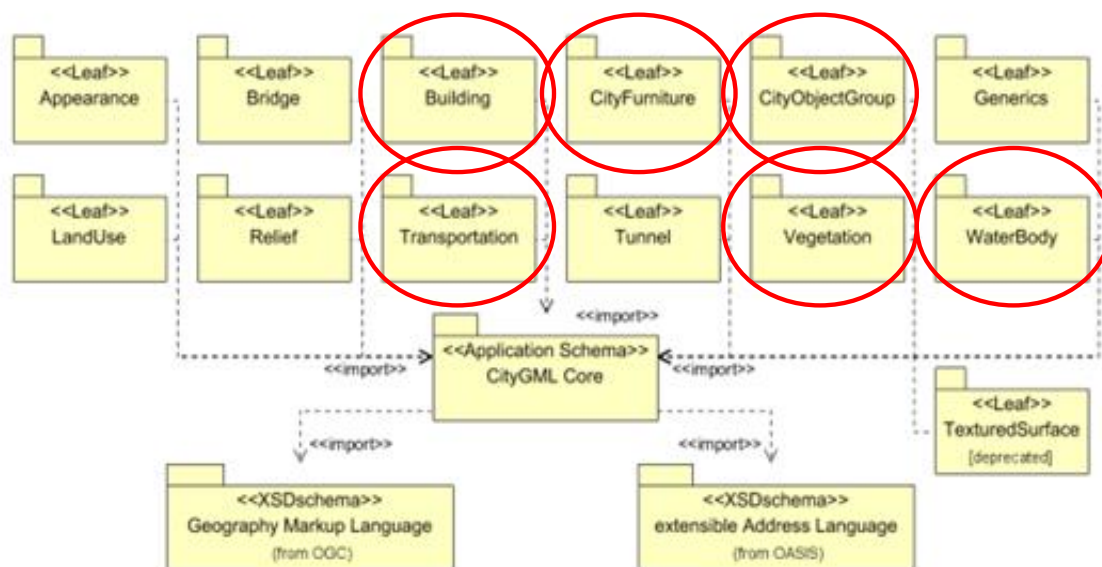 <<Leaf>>
Appearance
<<Leaf>>
Bridge
<<Leaf>>
Building
<<Leaf>>
CityFurniture
<<Leaf>>
CityObjectGroup
<<Leaf>>
Generics
<<Leaf>>
LandUse
<<Leaf>>
Relief
<<Leaf>>
Transportation
<<Leaf>>
Tunnel
<<Leaf>>
Vegetation
<<Leaf>>
WaterBody
<<import>>
<<Application Schema>>
CityGML Core
<<import>>
<<import>>
<<Leaf>>
TexturedSurface
[deprecated]
<<import>>
<<import>>
<<XSDschema>>
Geography Markup Language
(from OGC)
<<XSDschema>>
extensible Address Language
(from OASIS)